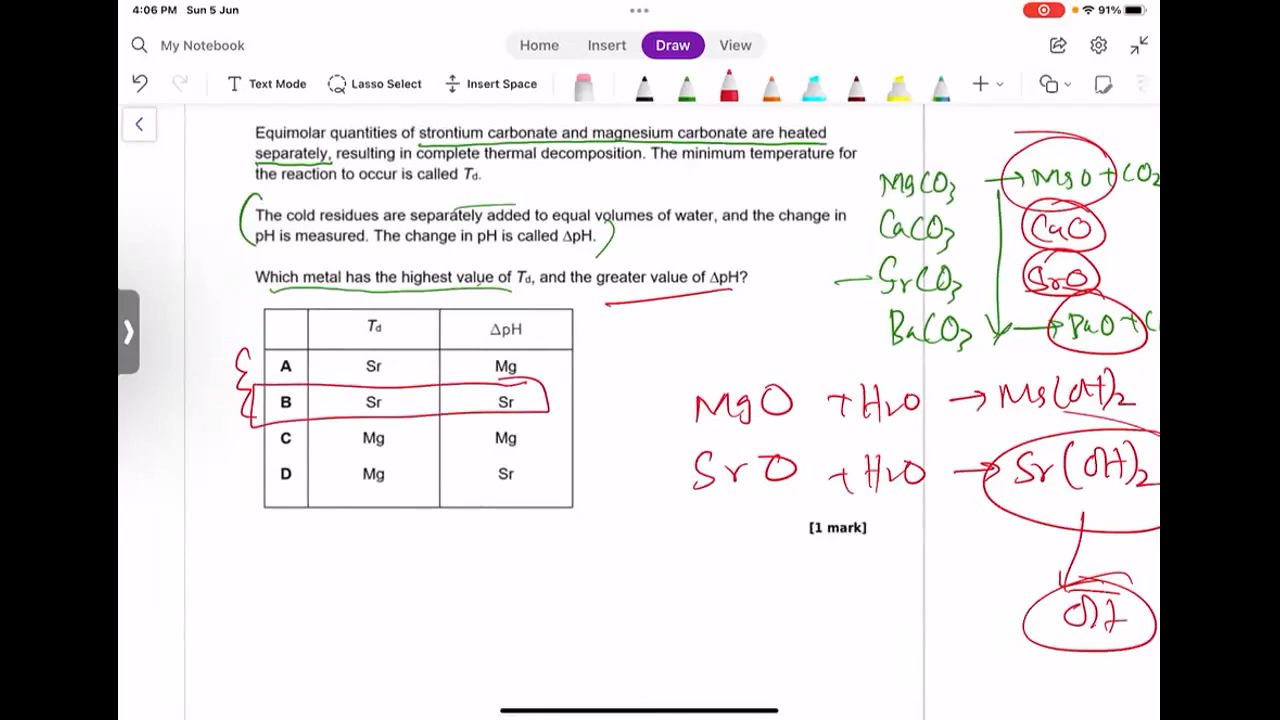 4:06 PM Sun 5 Jun
91%
My Notebook
Home Insert Draw View
Text Mode Lasso Select Insert Space
Equimolar quantities of strontium carbonate and magnesium carbonate are heated
separately, resulting in complete thermal decomposition. The minimum temperature for
the reaction to occur is called Td.
The cold residues are separately added to equal volumes of water, and the change in
pH is measured. The change in pH is called ΔpH.
Which metal has the highest value of Td, and the greater value of ΔpH?
Td ΔpH
A Sr Mg
B Sr Sr
C Mg Mg
D Mg Sr
[1 mark]
MgCO3 → MgO + CO2
CaCO3 CaO
SrCO3 SrO
BaCO3 → BaO +
MgO + H2O → Mg(OH)2
SrO + H2O → Sr(OH)2
OH